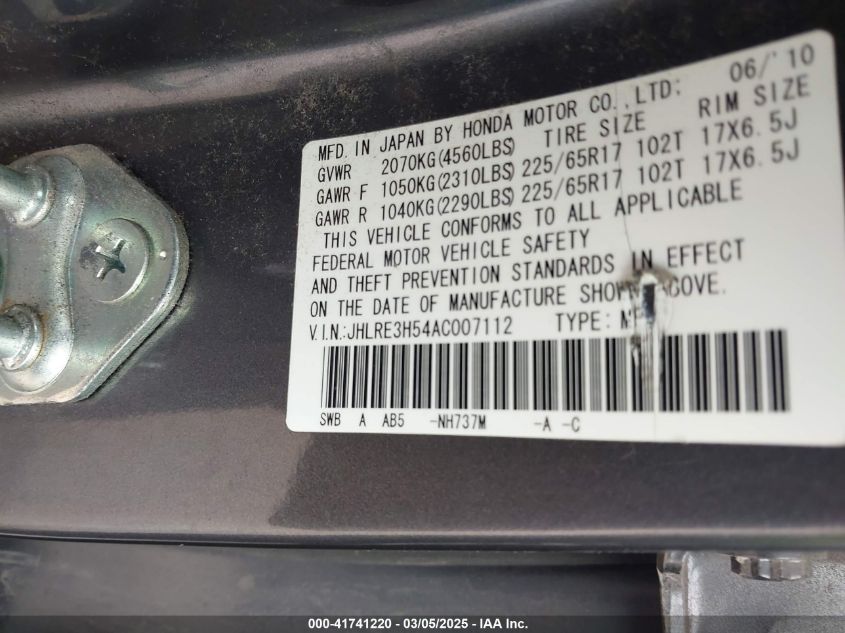 06/'10
MFD. IN JAPAN BY HONDA MOTOR CO.,LTD:
GVWR 2070KG(4560LBS) TIRE SIZE RIM SIZE
GAWR F 1050KG(2310LBS) 225/65R17 102T 17X6.5J
GAWR R 1040KG(2290LBS) 225/65R17 102T 17X6.5J
THIS VEHICLE CONFORMS TO ALL APPLICABLE
FEDERAL MOTOR VEHICLE SAFETY
AND THEFT PREVENTION STANDARDS IN EFFECT
ON THE DATE OF MANUFACTURE
V.I.N.:JHLRE3H54AC007112 TYPE:
SWB A AB5 -NH737M -A -C
000-41741220 — 03/05/2025 — IAA Inc.